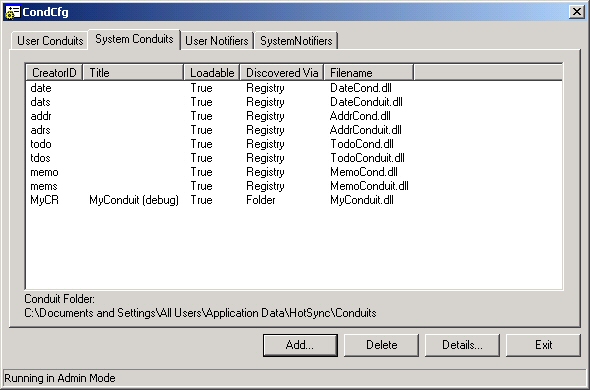 CondCfg
User Conduits System Conduits User Notifiers SystemNotifiers
CreatorID Title Loadable Discovered Via Filename
date True Registry DateCond.dll
dats True Registry DateConduit.dll
addr True Registry AddrCond.dll
adrs True Registry AddrConduit.dll
todo True Registry TodoCond.dll
tdos True Registry TodoConduit.dll
memo True Registry MemoCond.dll
mems True Registry MemoConduit.dll
MyCR MyConduit (debug) True Folder MyConduit.dll
Conduit Folder:
C:\Documents and Settings\All Users\Application Data\HotSync\Conduits
Add... Delete Details... Exit
Running in Admin Mode